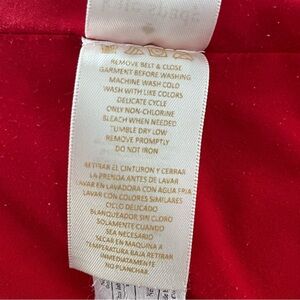 REMOVE BELT & CLOSE
GARMENT BEFORE WASHING
MACHINE WASH COLD
WASH WITH LIKE COLORS
DELICATE CYCLE
ONLY NON-CHLORINE
BLEACH WHEN NEEDED
TUMBLE DRY LOW
REMOVE PROMPTLY
DO NOT IRON
RETIRAR EL CINTURON Y CERRAR
LA PRENDA ANTES DE LAVAR
LAVAR EN LAVADORA CON AGUA FRIA
LAVAR CON COLORES SIMILARES
CICLO DELICADO
BLANQUEADOR SIN CLORO
SOLAMENTE CUANDO
SEA NECESARIO
SECAR EN MAQUINA A
TEMPERATURA BAJA RETIRAR
INMEDIATAMENTE
NO PLANCHAR